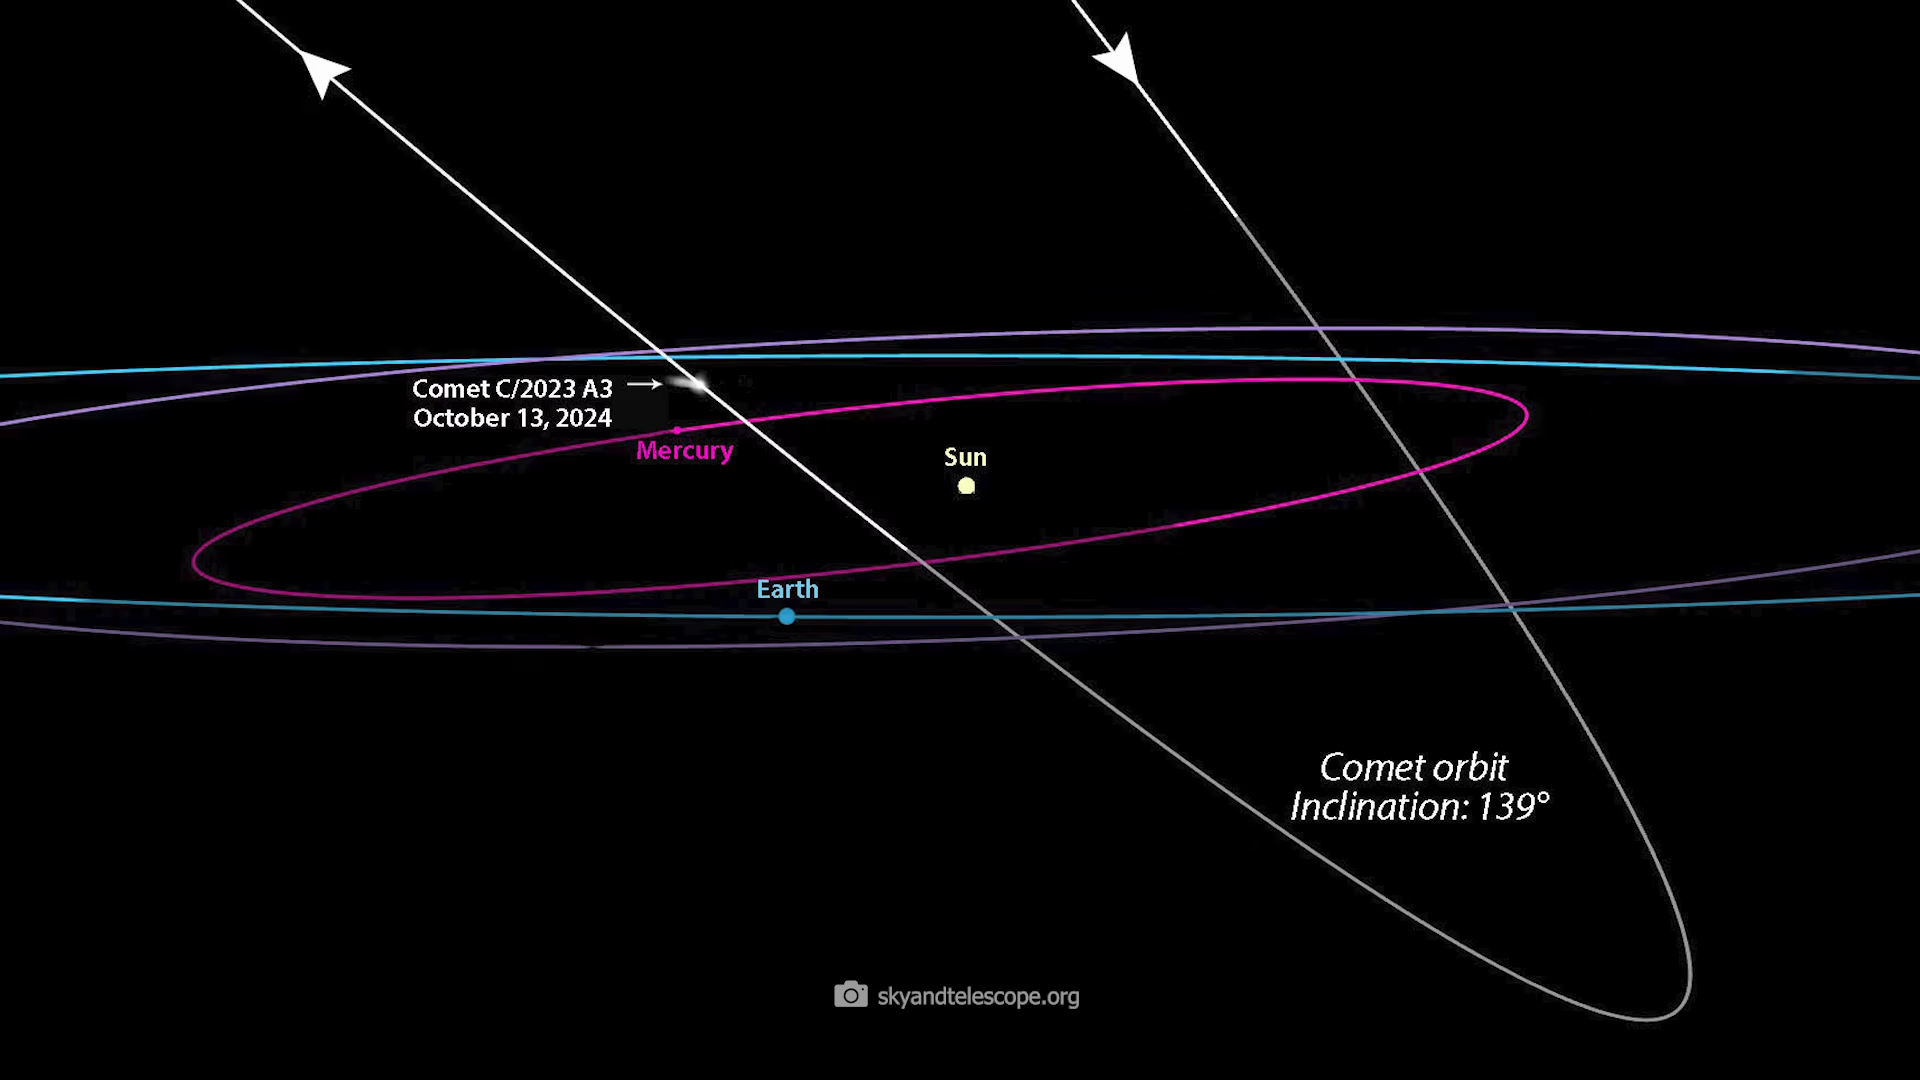 Comet C/2023 A3
October 13, 2024
Mercury
Sun
Earth
Comet orbit
Inclination: 139°
skyandtelescope.org